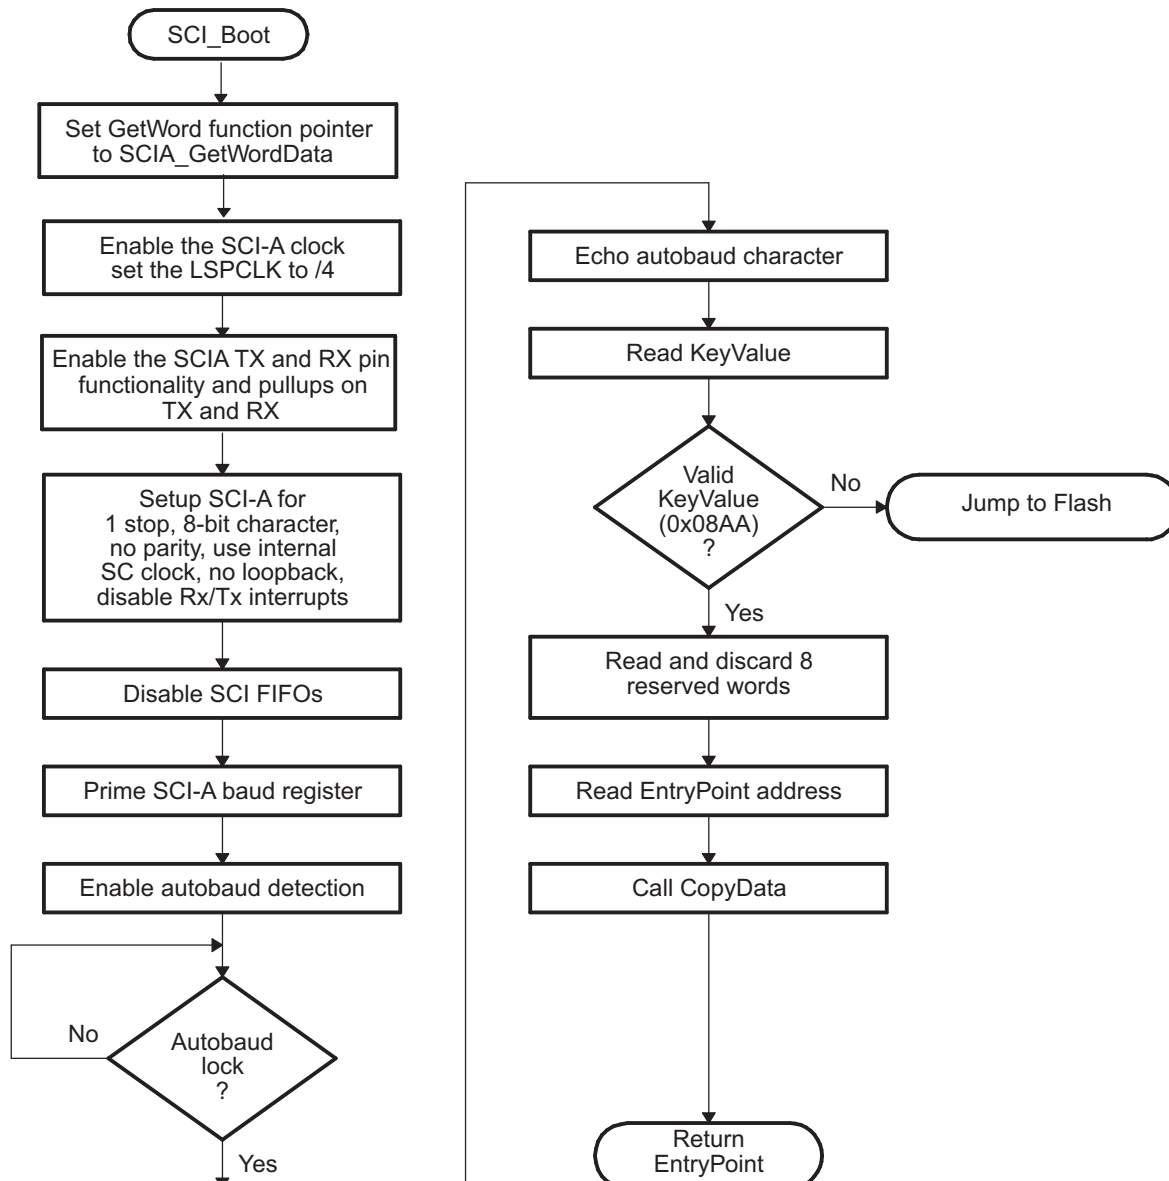 SCI_Boot
Set GetWord function pointer
to SCIA_GetWordData
Enable the SCI-A clock
set the LSPCLK to /4
Enable the SCIA TX and RX pin
functionality and pullups on
TX and RX
Setup SCI-A for
1 stop, 8-bit character,
no parity, use internal
SC clock, no loopback,
disable Rx/Tx interrupts
Disable SCI FIFOs
Prime SCI-A baud register
Enable autobaud detection
No
Autobaud
lock
?
Yes
Echo autobaud character
Read KeyValue
Valid
KeyValue
(0x08AA)
?
No
Jump to Flash
Yes
Read and discard 8
reserved words
Read EntryPoint address
Call CopyData
Return
EntryPoint